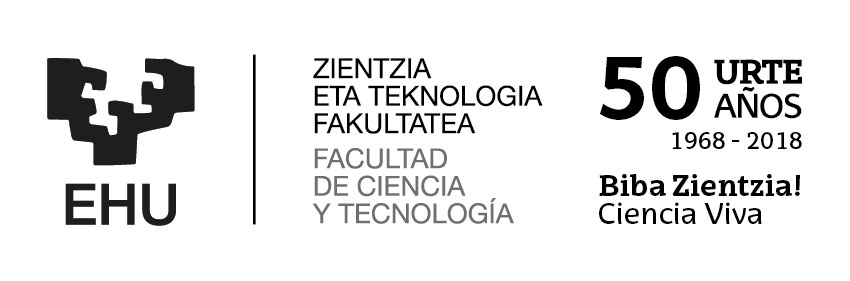 EHU
ZIENTZIA
ETA TEKNOLOGIA
FAKULTATEA
FACULTAD
DE CIENCIA
Y TECNOLOGÍA
50 URTE
AÑOS
1968 - 2018
Biba Zientzia!
Ciencia Viva